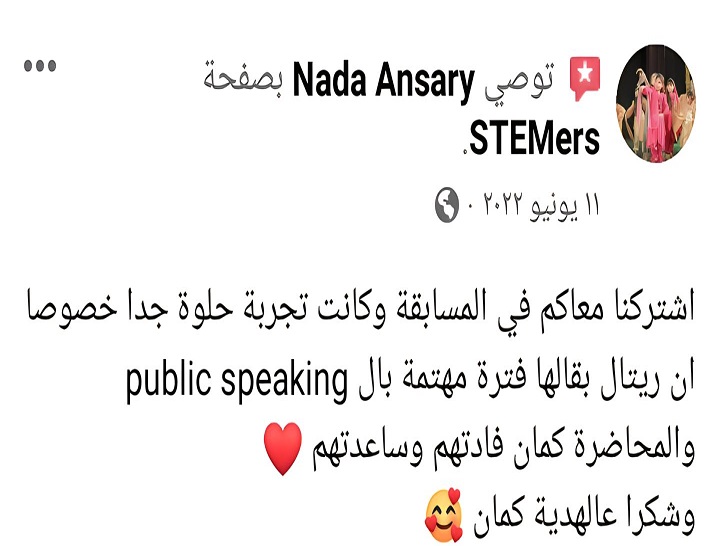 توصي Nada Ansary بصفحة
STEMers.
١١ يونيو ٢٠٢٢ ·
اشتركنا معاكم في المسابقة وكانت تجربة حلوة جدا خصوصا
ان ريتال بقالها فترة مهتمة بال public speaking
والمحاضرة كمان فادتهم وساعدتهم ♥️
وشكرا عالهدية كمان 🥰